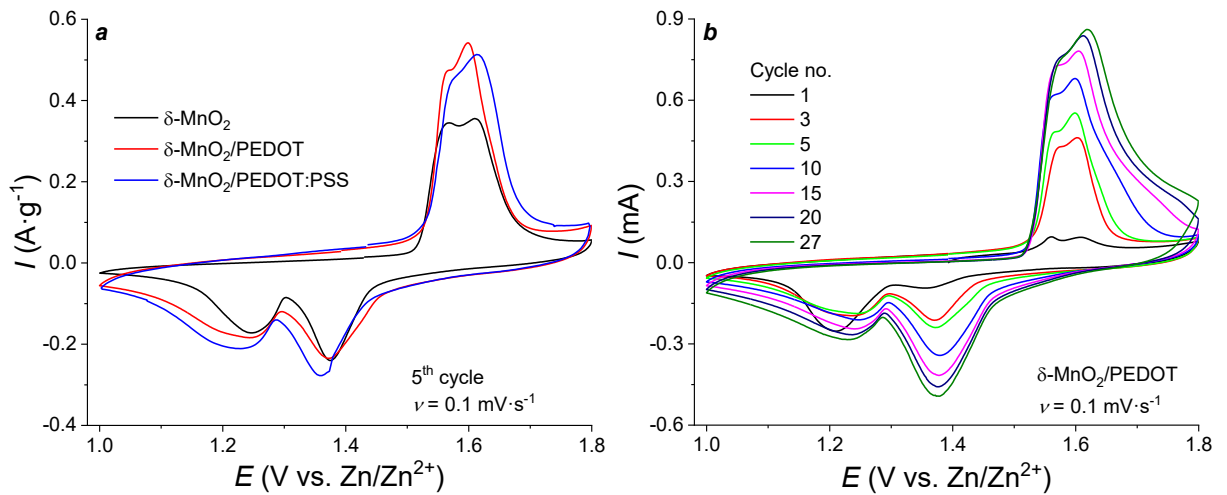 a
0.6
0.4
0.2
0.0
-0.2
-0.4
I (A·g⁻¹)
δ-MnO₂
δ-MnO₂/PEDOT
δ-MnO₂/PEDOT:PSS
5ᵗʰ cycle
ν = 0.1 mV·s⁻¹
1.0 1.2 1.4 1.6 1.8
E (V vs. Zn/Zn²⁺)
b
0.9
0.6
0.3
0.0
-0.3
-0.6
I (mA)
Cycle no.
1
3
5
10
15
20
27
δ-MnO₂/PEDOT
ν = 0.1 mV·s⁻¹
1.0 1.2 1.4 1.6 1.8
E (V vs. Zn/Zn²⁺)